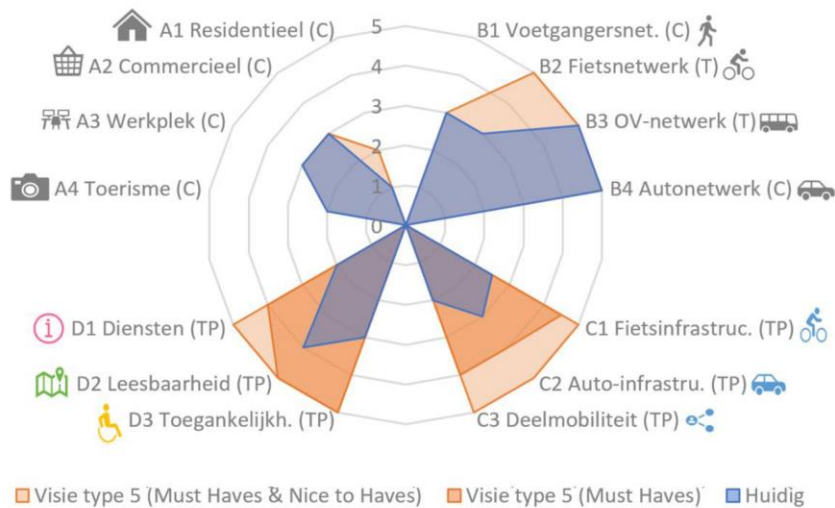 A1 Residentieel (C)
A2 Commercieel (C)
A3 Werkplek (C)
A4 Toerisme (C)
5
4
3
2
1
0
B1 Voetgangersnet. (C)
B2 Fietsnetwerk (T)
B3 OV-netwerk (T)
B4 Autonetwerk (C)
D1 Diensten (TP)
D2 Leesbaarheid (TP)
D3 Toegankelijkh. (TP)
C1 Fietsinfrastruc. (TP)
C2 Auto-infrastru. (TP)
C3 Deelmobiliteit (TP)
Visie type 5 (Must Haves & Nice to Haves)
Visie type 5 (Must Haves)
Huidig